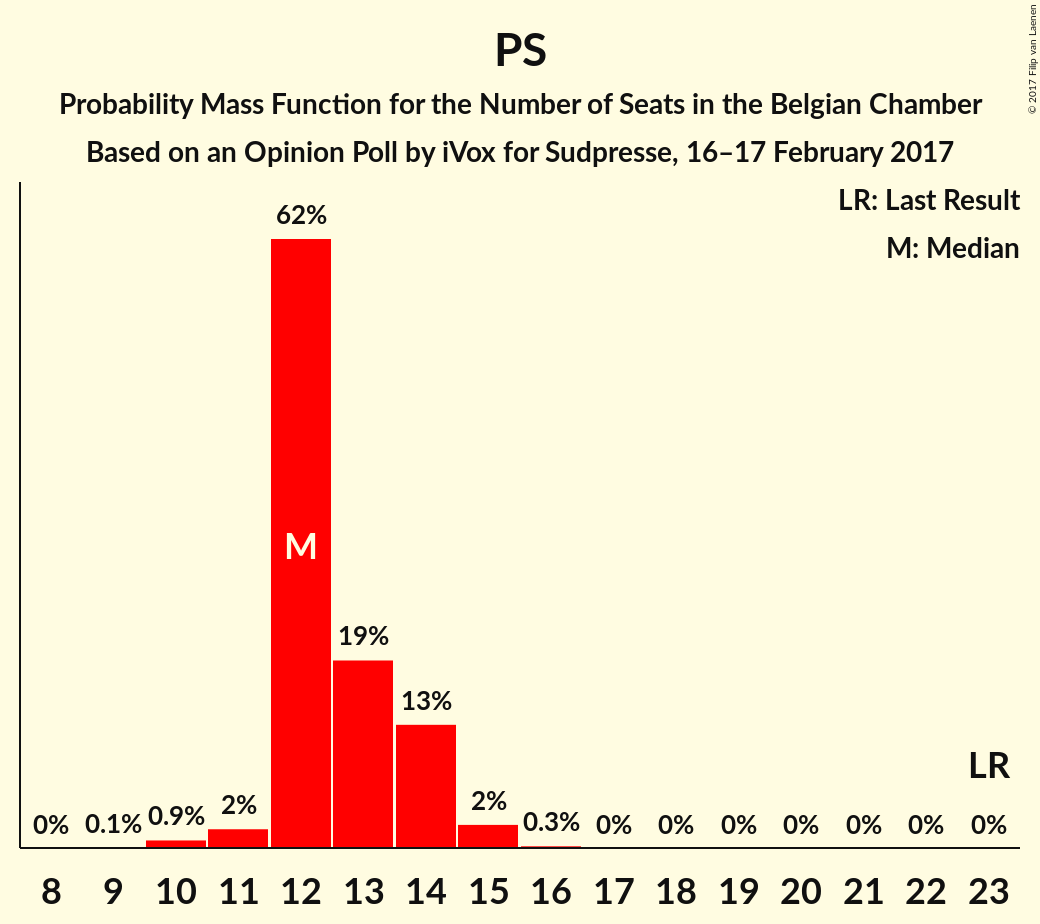 PS
Probability Mass Function for the Number of Seats in the Belgian Chamber
Based on an Opinion Poll by iVox for Sudpresse, 16–17 February 2017
© 2017 Filip van Laenen
LR: Last Result
M: Median
62%
M
19%
13%
LR
0% 0.1% 0.9% 2% 2% 0.3% 0% 0% 0% 0% 0% 0% 0%
8 9 10 11 12 13 14 15 16 17 18 19 20 21 22 23